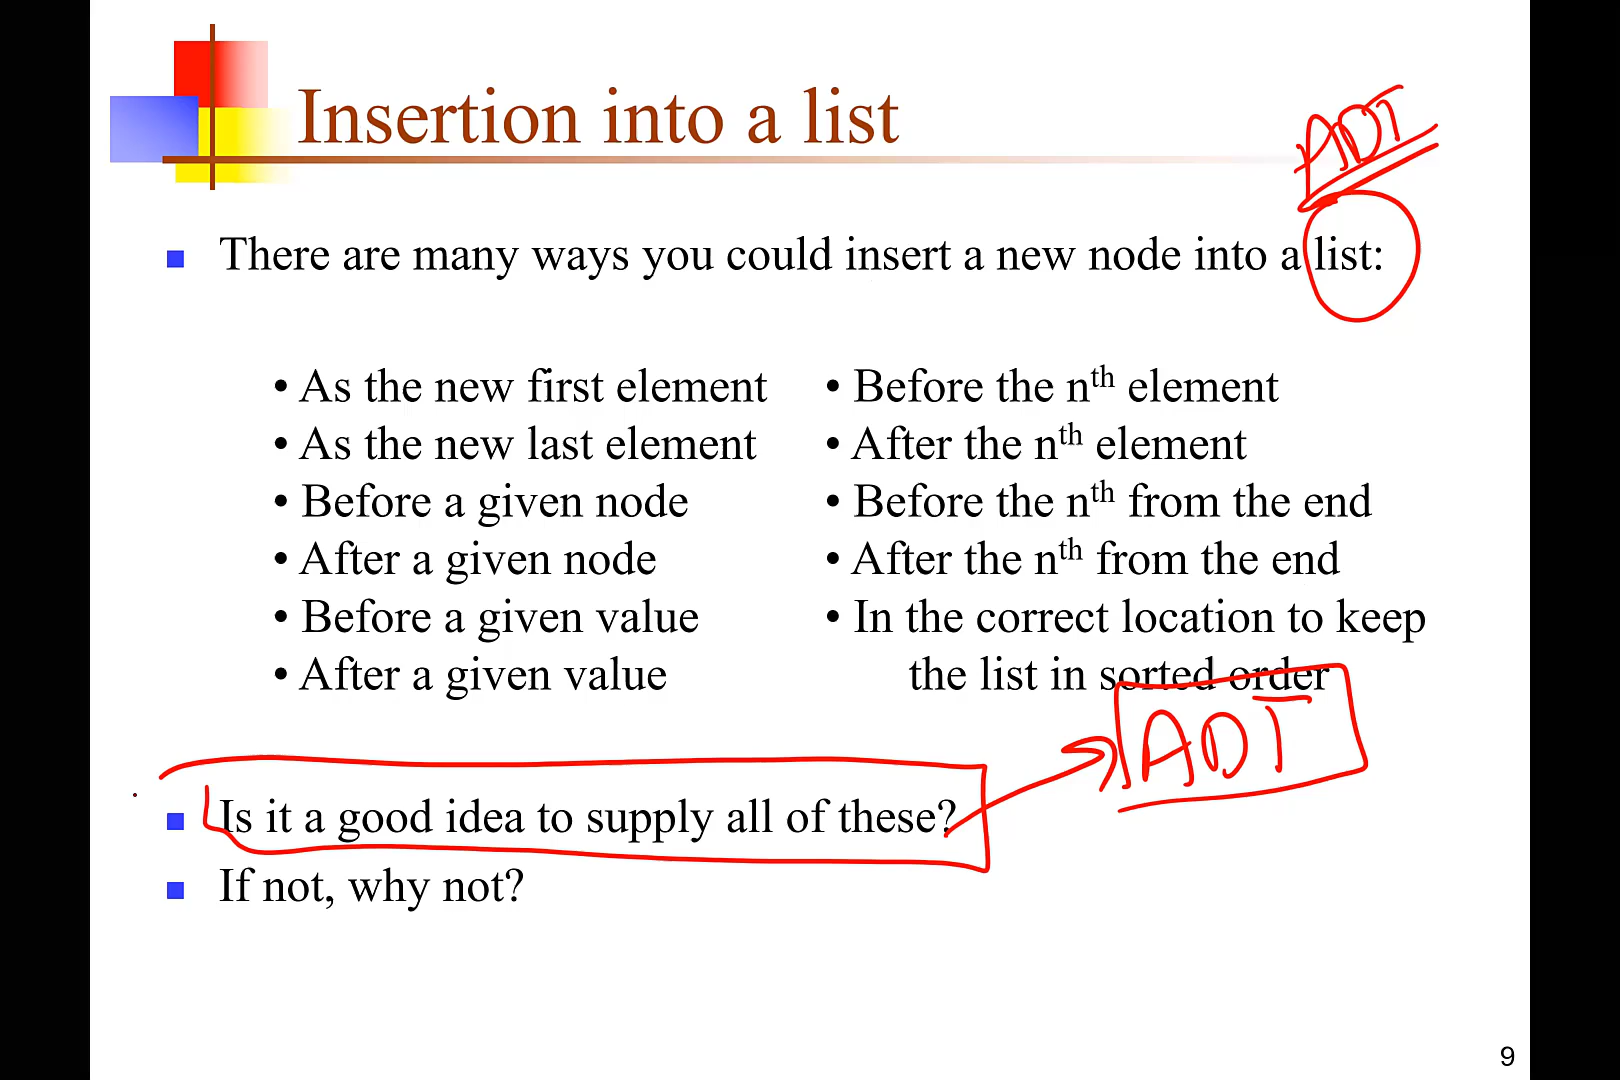 Insertion into a list
ADT
There are many ways you could insert a new node into a list:
• As the new first element
• As the new last element
• Before a given node
• After a given node
• Before a given value
• After a given value
• Before the nth element
• After the nth element
• Before the nth from the end
• After the nth from the end
• In the correct location to keep
the list in sorted order
ADT
Is it a good idea to supply all of these?
If not, why not?
9